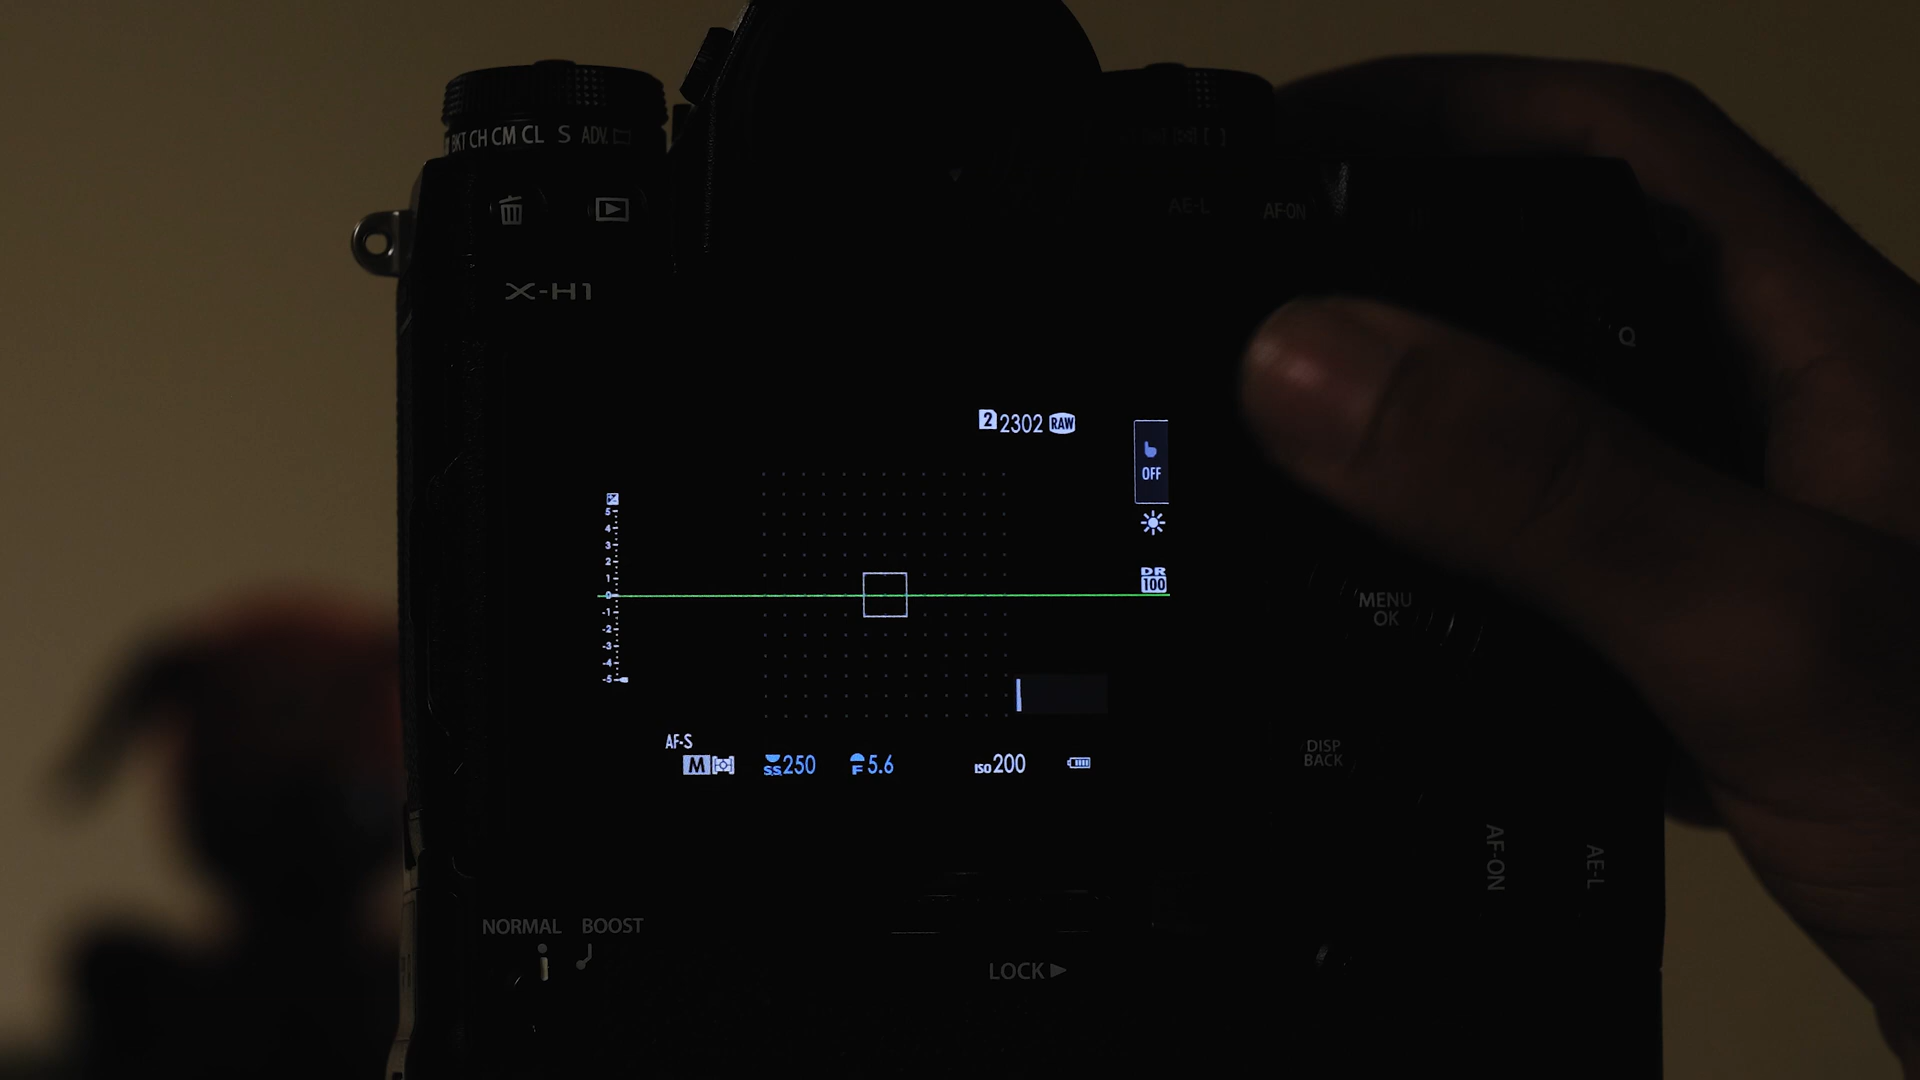 BKT CH CM CL S ADV.
AE-L AF-ON
X-H1
Q
2 2302 RAW
OFF
5
4
3
2
1
0
-1
-2
-3
-4
-5
DR
100
MENU
OK
AF-S
M SS 250 F 5.6 ISO 200
DISP
BACK
AF-ON
AE-L
NORMAL BOOST
LOCK